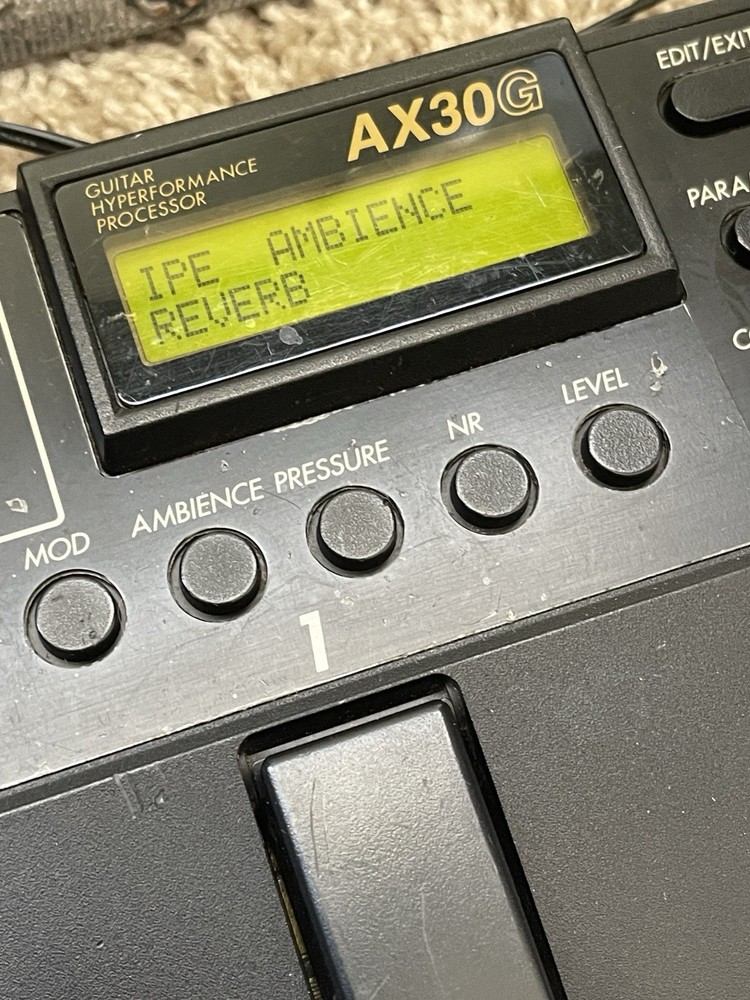 EDIT/EXIT
AX30G
GUITAR
HYPERFORMANCE
PROCESSOR
IPE AMBIENCE
REVERB
LEVEL
NR
PRESSURE
AMBIENCE
MOD
1